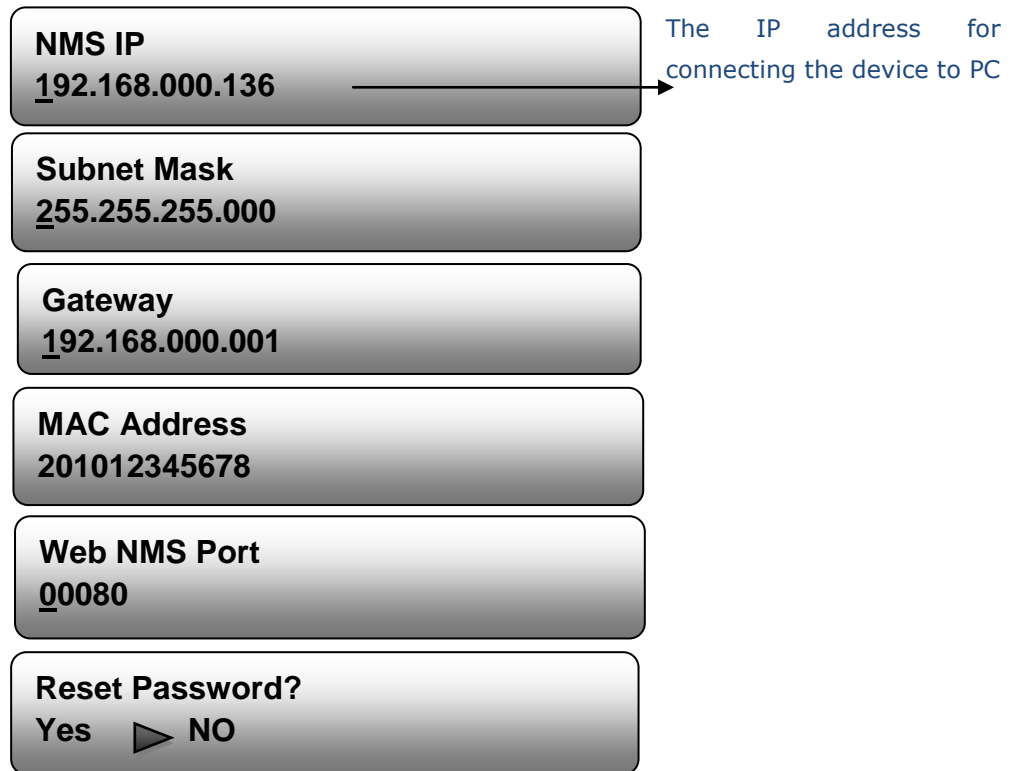 NMS IP
192.168.000.136
The IP address for
connecting the device to PC
Subnet Mask
255.255.255.000
Gateway
192.168.000.001
MAC Address
201012345678
Web NMS Port
00080
Reset Password?
Yes NO